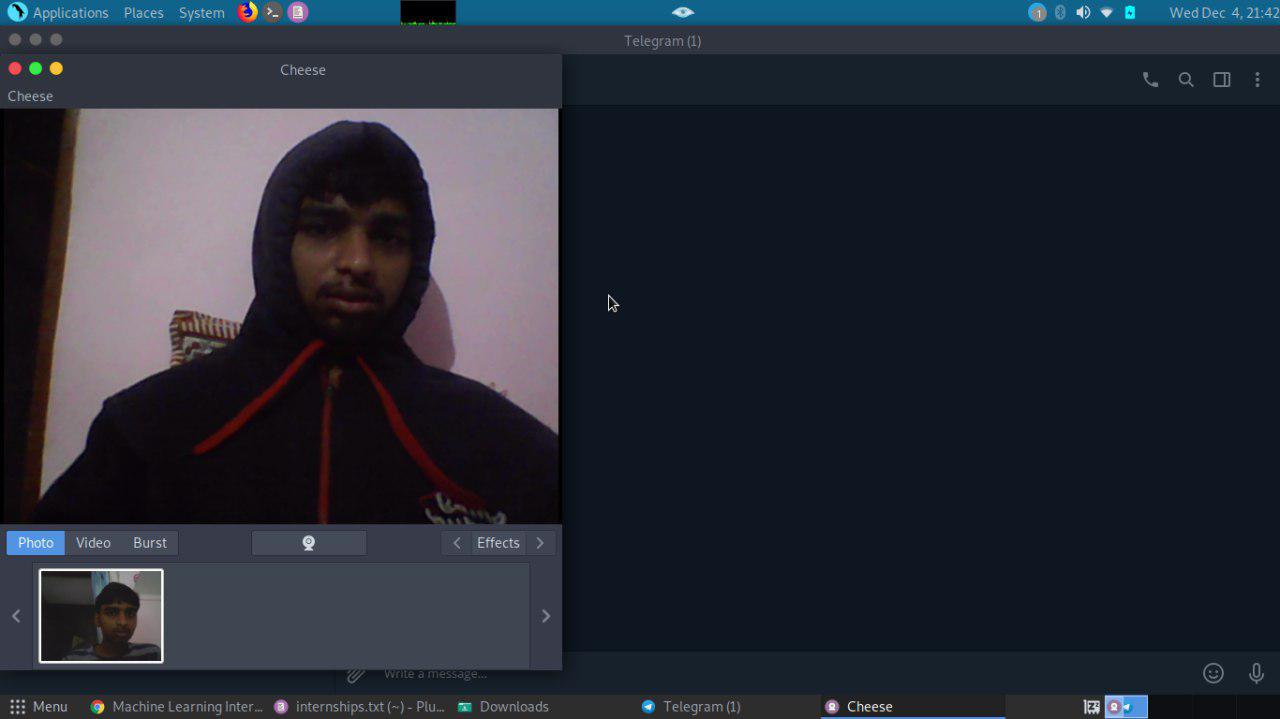 Applications Places System Wed Dec 4, 21:42
Telegram (1)
Cheese
Cheese
Photo Video Burst Effects
Write a message...
Menu Machine Learning Inter... internships.txt (~) - Plu... Downloads Telegram (1) Cheese